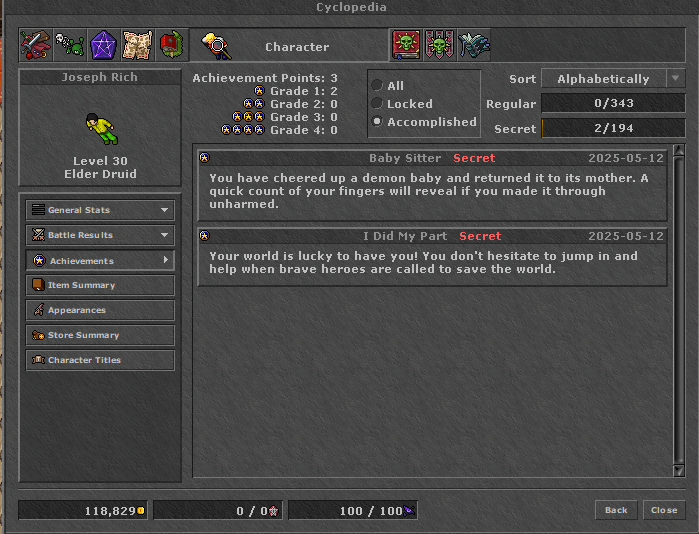 Cyclopedia
Character
Joseph Rich
Level 30
Elder Druid
General Stats
Battle Results
Achievements
Item Summary
Appearances
Store Summary
Character Titles
Achievement Points: 3
Grade 1: 2
Grade 2: 0
Grade 3: 0
Grade 4: 0
All
Locked
Accomplished
Sort Alphabetically
Regular 0/343
Secret 2/194
Baby Sitter Secret 2025-05-12
You have cheered up a demon baby and returned it to its mother. A
quick count of your fingers will reveal if you made it through
unharmed.
I Did My Part Secret 2025-05-12
Your world is lucky to have you! You don't hesitate to jump in and
help when brave heroes are called to save the world.
118,829
0 / 0
100 / 100
Back
Close